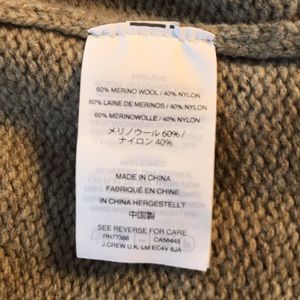 60% MERINO WOOL / 40% NYLON
60% LAINE DE MERINOS / 40% NYLON
60% MERINOWOLLE / 40% NYLON
メリノウール 60% /
ナイロン 40%
MADE IN CHINA
FABRIQUÉ EN CHINE
IN CHINA HERGESTELLT
中国製
SEE REVERSE FOR CARE
RN77388 CA56445
J.CREW U.K. Ltd EC4V 6JA